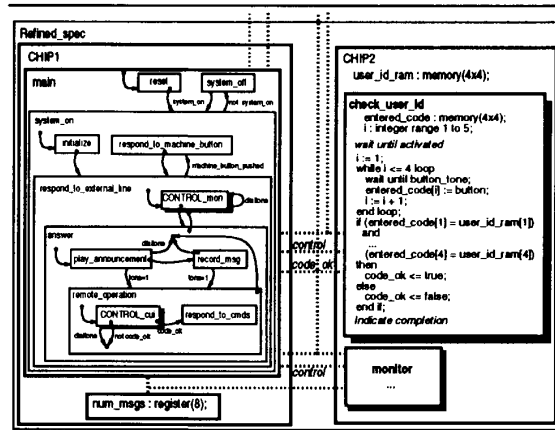 Refined_spec
CHIP1
main
reset
system_off
system_on
not system_on
system_on
initialize
respond_to_machine_button
machine_button_pushed
respond_to_external_line
CONTROL_mon
disitone
answer
disitone
play_announcement
record_msg
tone=1
tone=1
remote_operation
CONTROL_cui
respond_to_cmds
code_ok
disitone
not code_ok
num_msgs : register(8);
control
code_ok
control
CHIP2
user_id_ram : memory(4x4);
check_user_id
entered_code : memory(4x4);
i : integer range 1 to 5;
wait until activated
i := 1;
while i <= 4 loop
wait until button_tone;
entered_code[i] := button;
i := i + 1;
end loop;
if (entered_code[1] = user_id_ram[1])
and
...
(entered_code[4] = user_id_ram[4])
then
code_ok <= true;
else
code_ok <= false;
end if;
Indicate completion
monitor
...